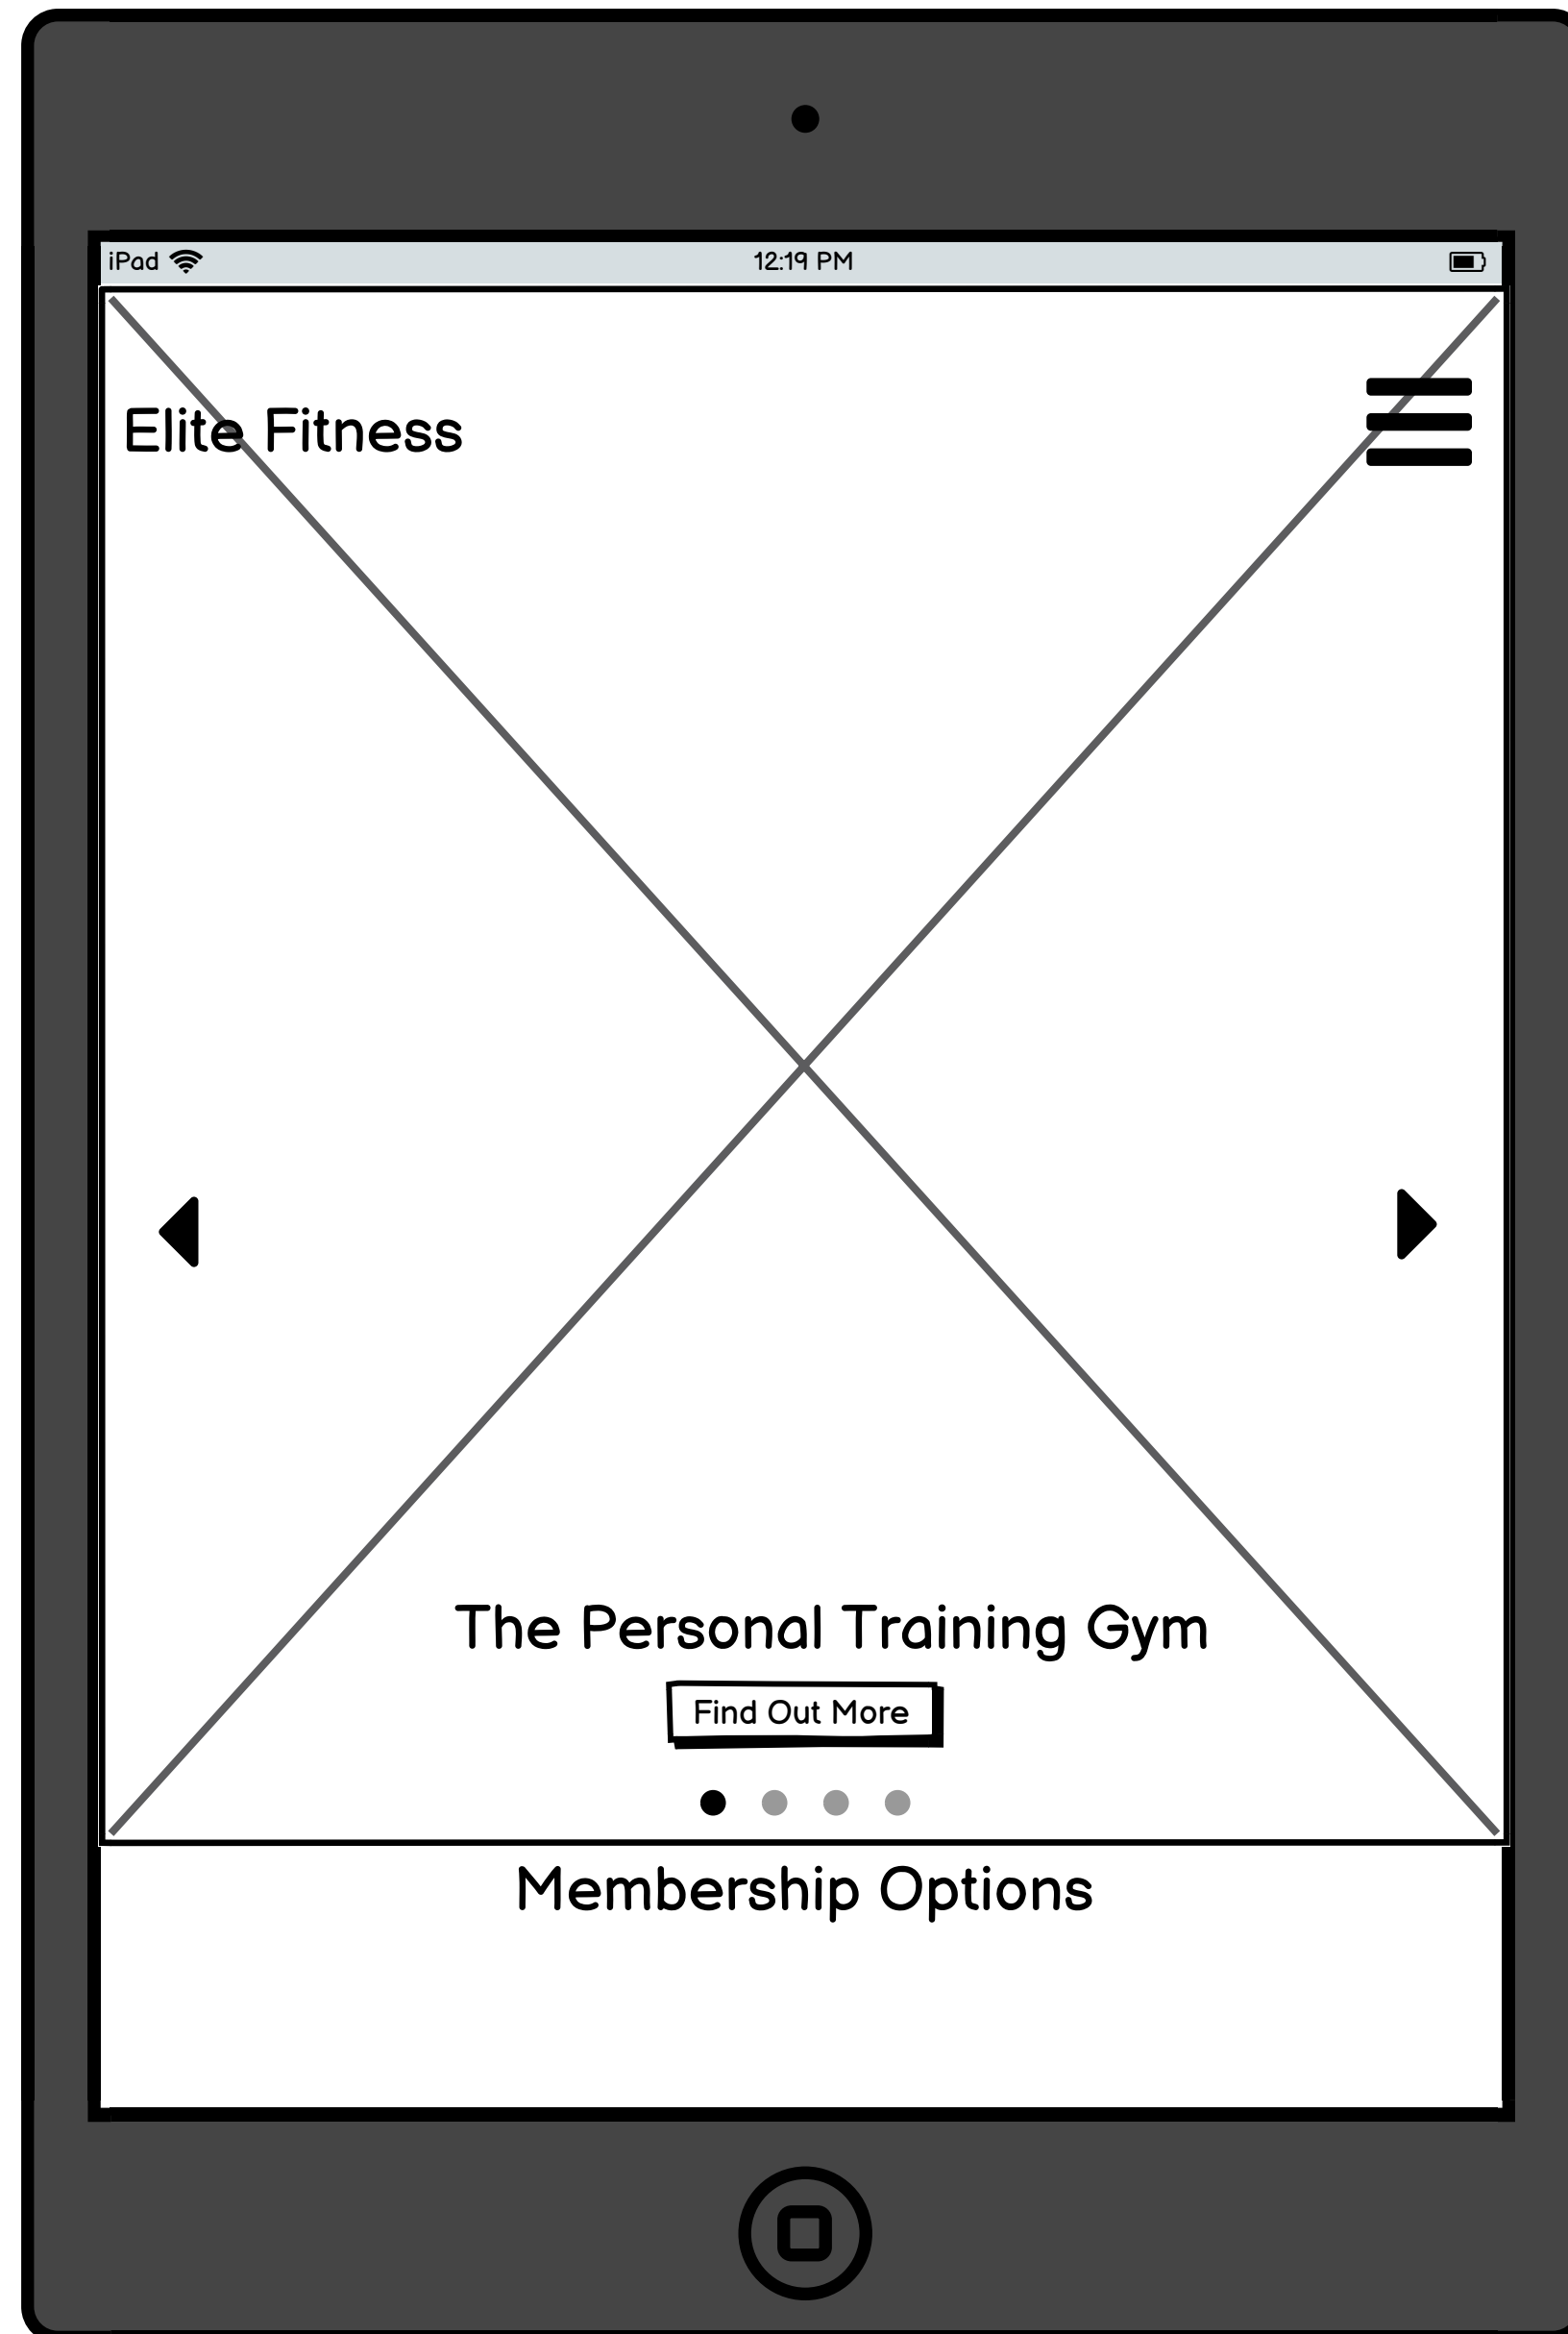 iPad 12:19 PM
Elite Fitness
The Personal Training Gym
Find Out More
Membership Options